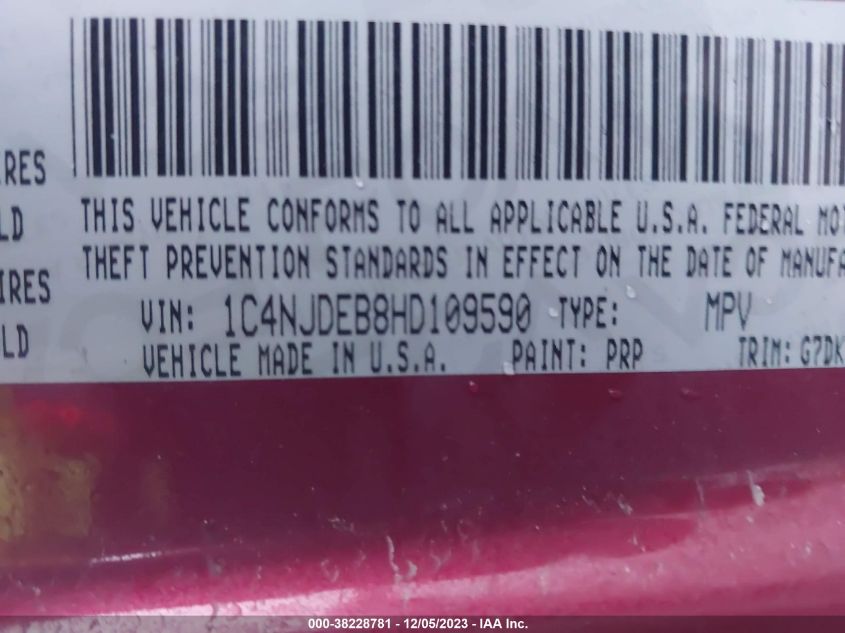 IRES
LD
IRES
LD
THIS VEHICLE CONFORMS TO ALL APPLICABLE U.S.A. FEDERAL MOT
THEFT PREVENTION STANDARDS IN EFFECT ON THE DATE OF MANUFA
VIN: 1C4NJDEB8HD109590 TYPE: MPV
VEHICLE MADE IN U.S.A. PAINT: PRP TRIM: G7DK
000-38228781 - 12/05/2023 - IAA Inc.